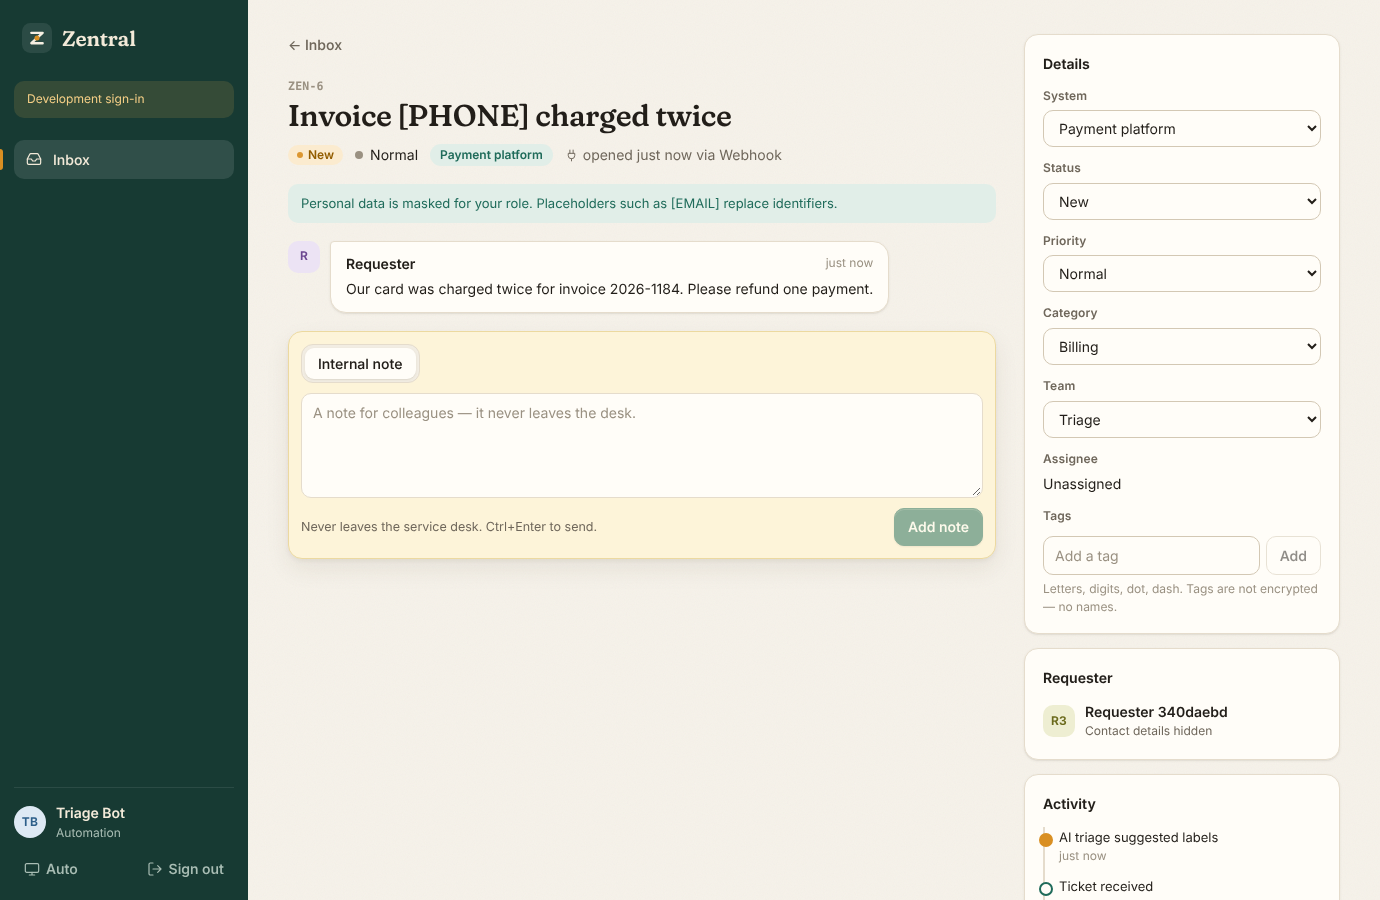 Zentral
Development sign-in
Inbox
← Inbox
ZEN-6
Invoice [PHONE] charged twice
New
Normal
Payment platform
opened just now via Webhook
Personal data is masked for your role. Placeholders such as [EMAIL] replace identifiers.
R
Requester
just now
Our card was charged twice for invoice 2026-1184. Please refund one payment.
Internal note
A note for colleagues — it never leaves the desk.
Never leaves the service desk. Ctrl+Enter to send.
Add note
Details
System
Payment platform
Status
New
Priority
Normal
Category
Billing
Team
Triage
Assignee
Unassigned
Tags
Add a tag
Add
Letters, digits, dot, dash. Tags are not encrypted
— no names.
Requester
R3
Requester 340daebd
Contact details hidden
Activity
AI triage suggested labels
just now
Ticket received
TB
Triage Bot
Automation
Auto
Sign out